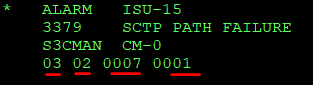 * ALARM ISU-15
3379 SCTP PATH FAILURE
S3CMAN CM-0
03 02 0007 0001